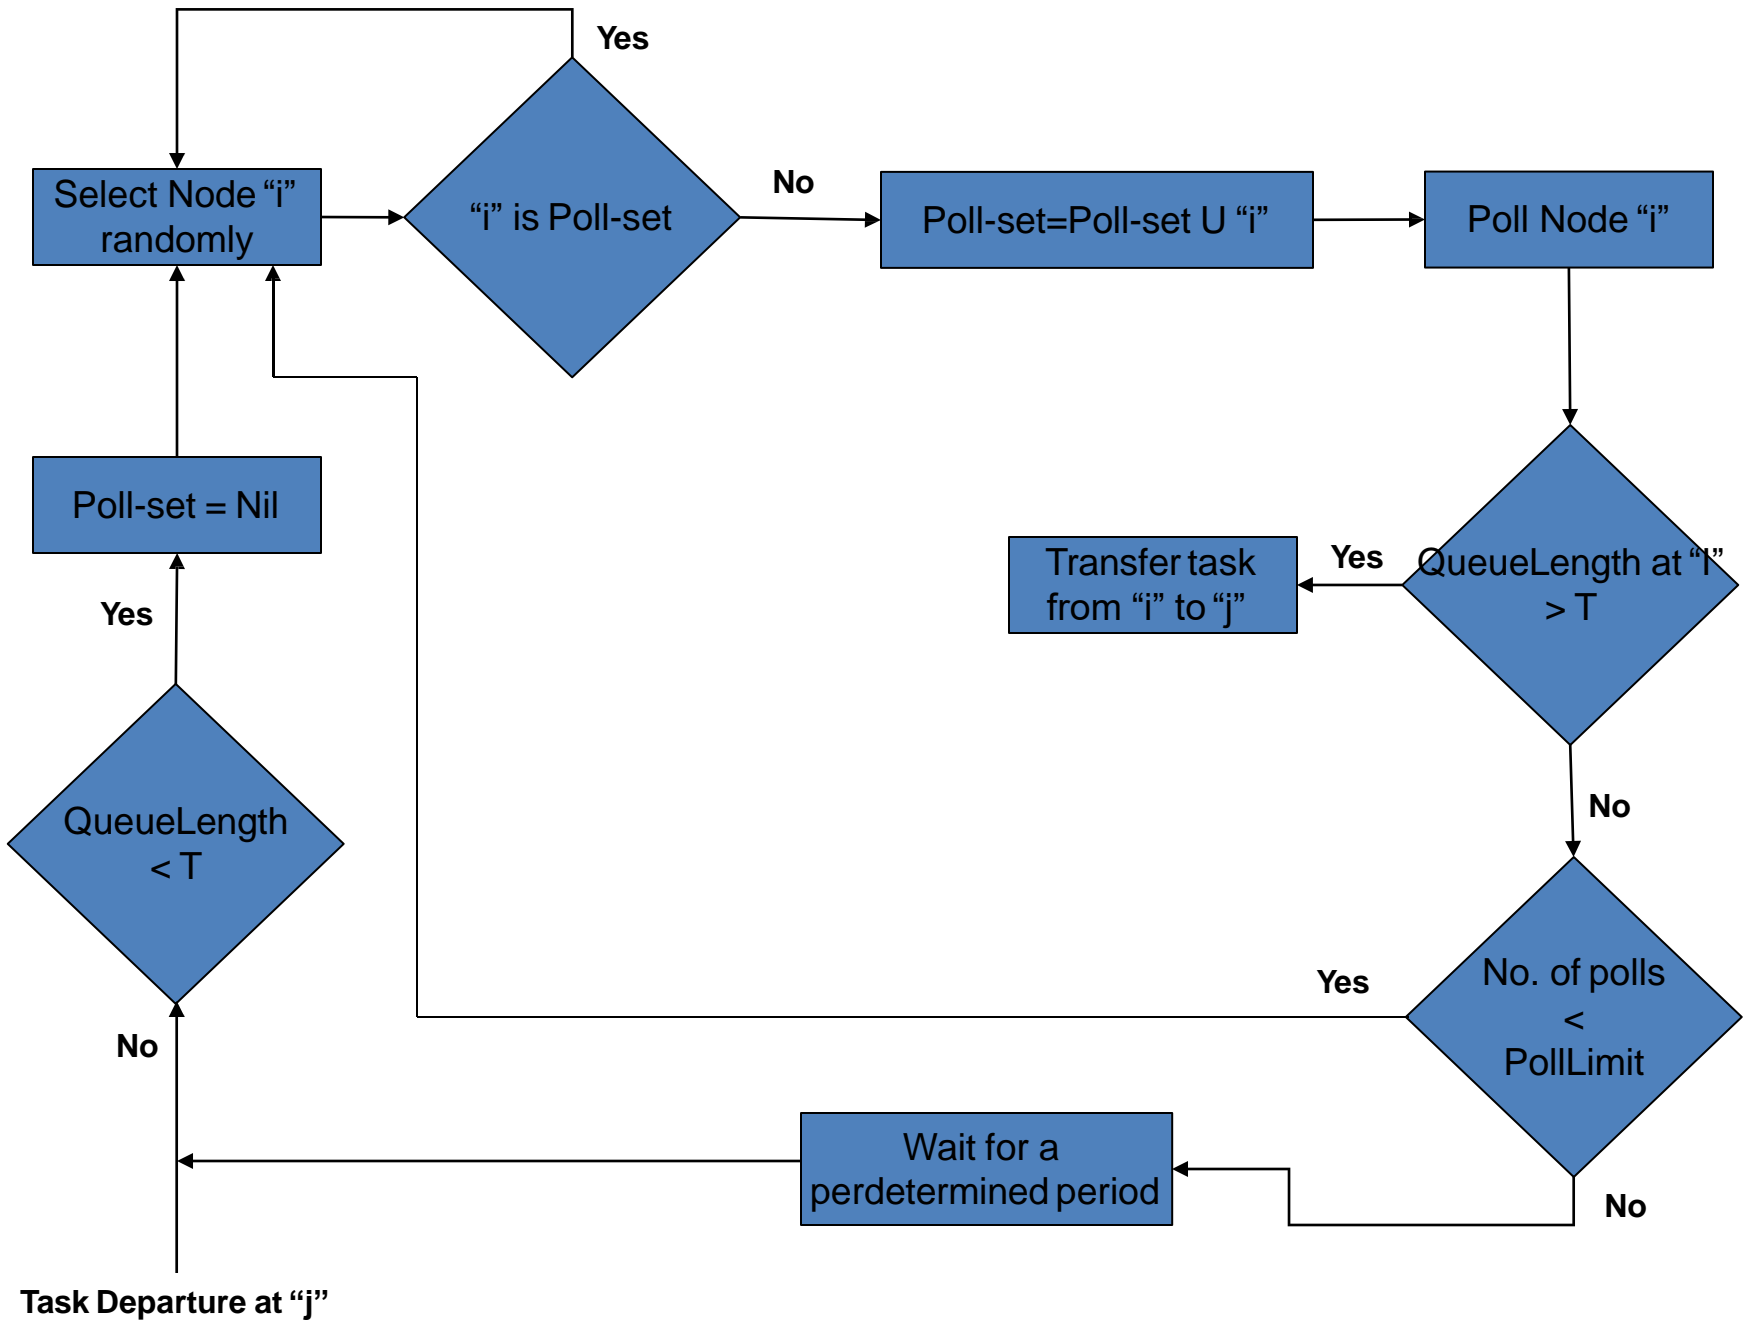 Yes
Select Node “i”
randomly
“i” is Poll-set
No
Poll-set=Poll-set U “i”
Poll Node “i”
Poll-set = Nil
Transfer task
from “i” to “j”
Yes
QueueLength at “I”
> T
Yes
QueueLength
< T
No
No. of polls
<
PollLimit
Yes
No
Wait for a
perdetermined period
No
Task Departure at “j”